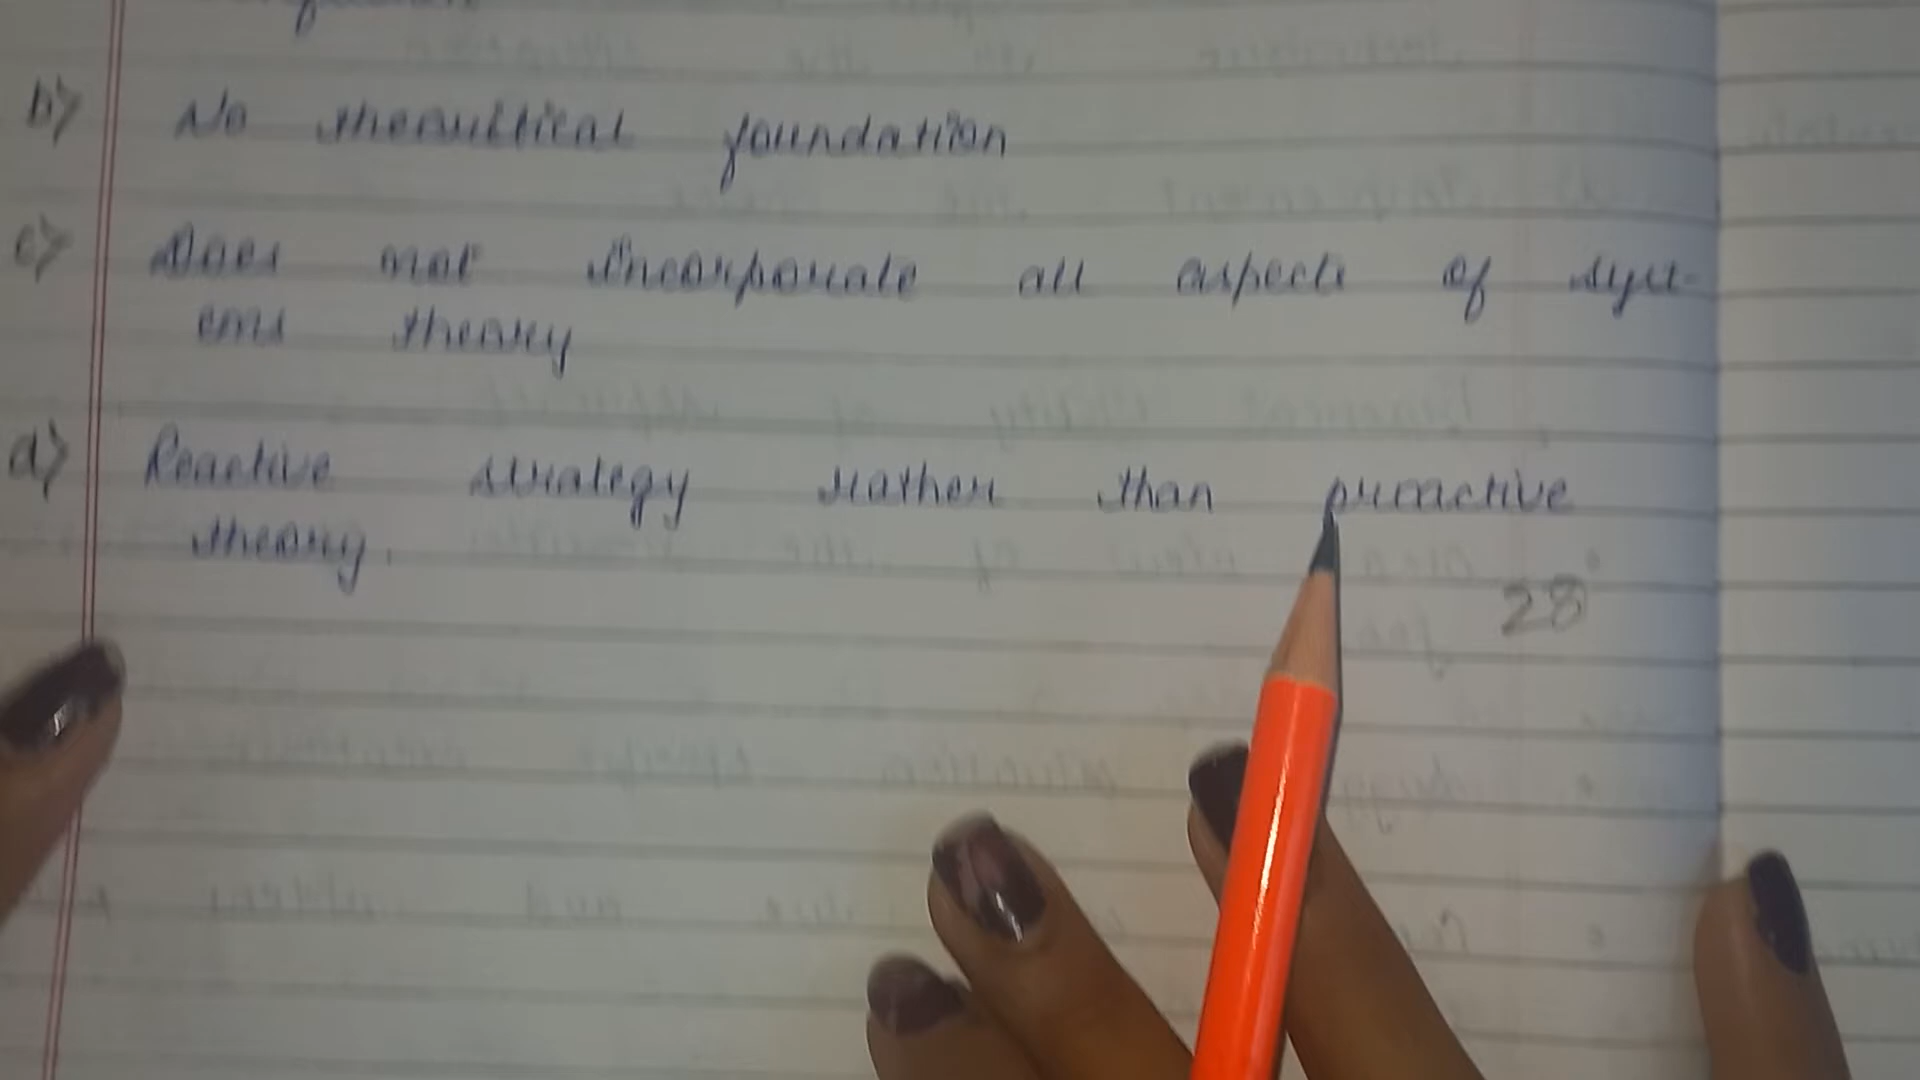 b) No theoritical foundation
c) Does not incorporate all aspects of syst-
ems theory
d) Reactive strategy rather than proactive
theory.
28